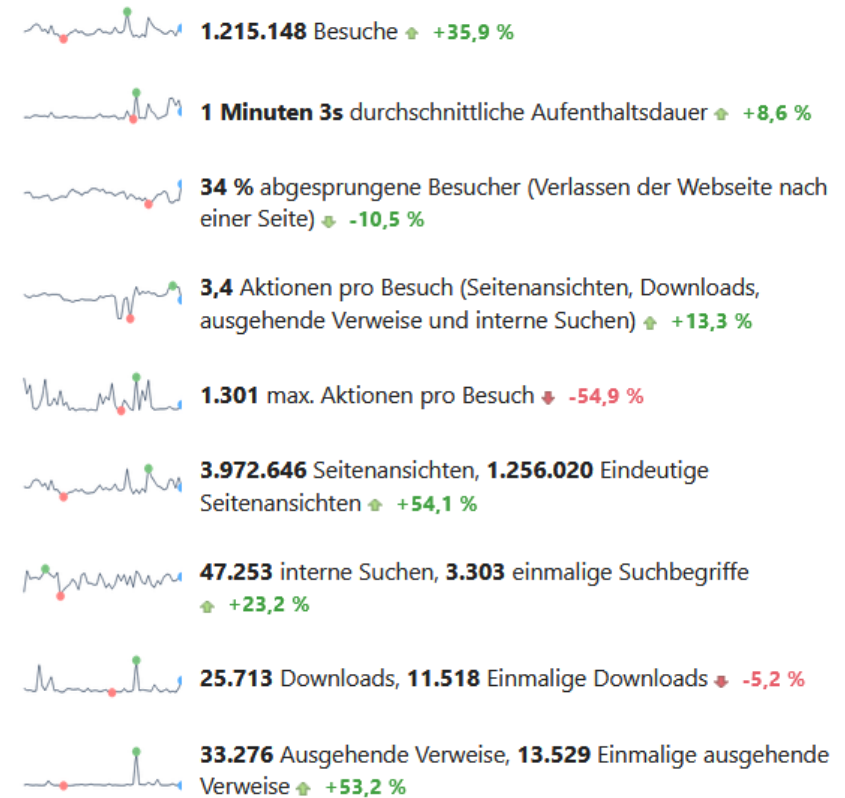 1.215.148 Besuche +35,9 %
1 Minuten 3s durchschnittliche Aufenthaltsdauer +8,6 %
34 % abgesprungene Besucher (Verlassen der Webseite nach
einer Seite) -10,5 %
3,4 Aktionen pro Besuch (Seitenansichten, Downloads,
ausgehende Verweise und interne Suchen) +13,3 %
1.301 max. Aktionen pro Besuch -54,9 %
3.972.646 Seitenansichten, 1.256.020 Eindeutige
Seitenansichten +54,1 %
47.253 interne Suchen, 3.303 einmalige Suchbegriffe
+23,2 %
25.713 Downloads, 11.518 Einmalige Downloads -5,2 %
33.276 Ausgehende Verweise, 13.529 Einmalige ausgehende
Verweise +53,2 %